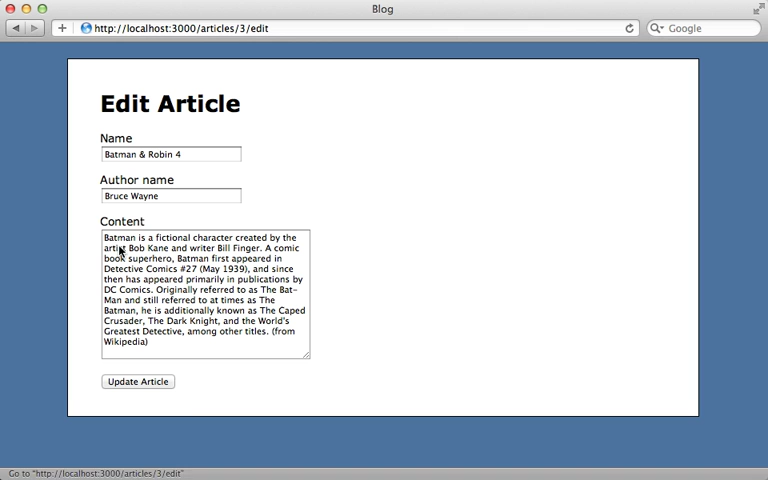 Blog
http://localhost:3000/articles/3/edit
Google
Edit Article
Name
Batman & Robin 4
Author name
Bruce Wayne
Content
Batman is a fictional character created by the
artist Bob Kane and writer Bill Finger. A comic
book superhero, Batman first appeared in
Detective Comics #27 (May 1939), and since
then has appeared primarily in publications by
DC Comics. Originally referred to as The Bat-
Man and still referred to at times as The
Batman, he is additionally known as The Caped
Crusader, The Dark Knight, and the World's
Greatest Detective, among other titles. (from
Wikipedia)
Update Article
Go to "http://localhost:3000/articles/3/edit"